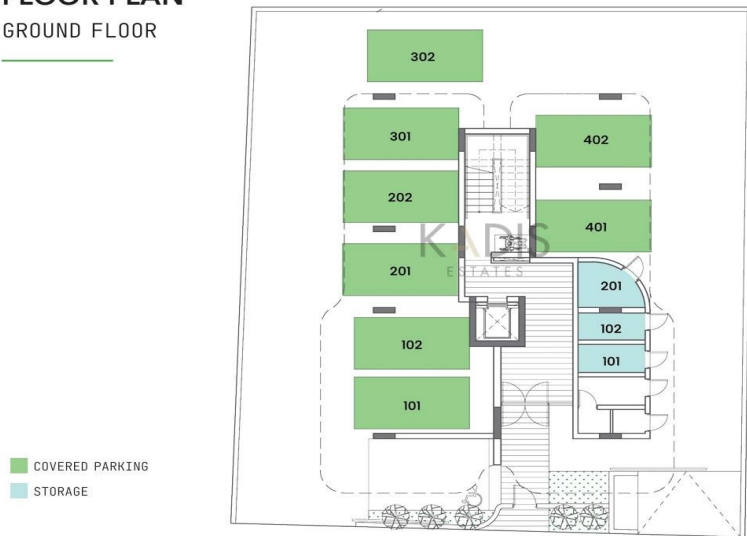 FLOOR PLAN
GROUND FLOOR
302
301
402
202
401
KADIS
ESTATES
201
201
102
102
101
101
COVERED PARKING
STORAGE